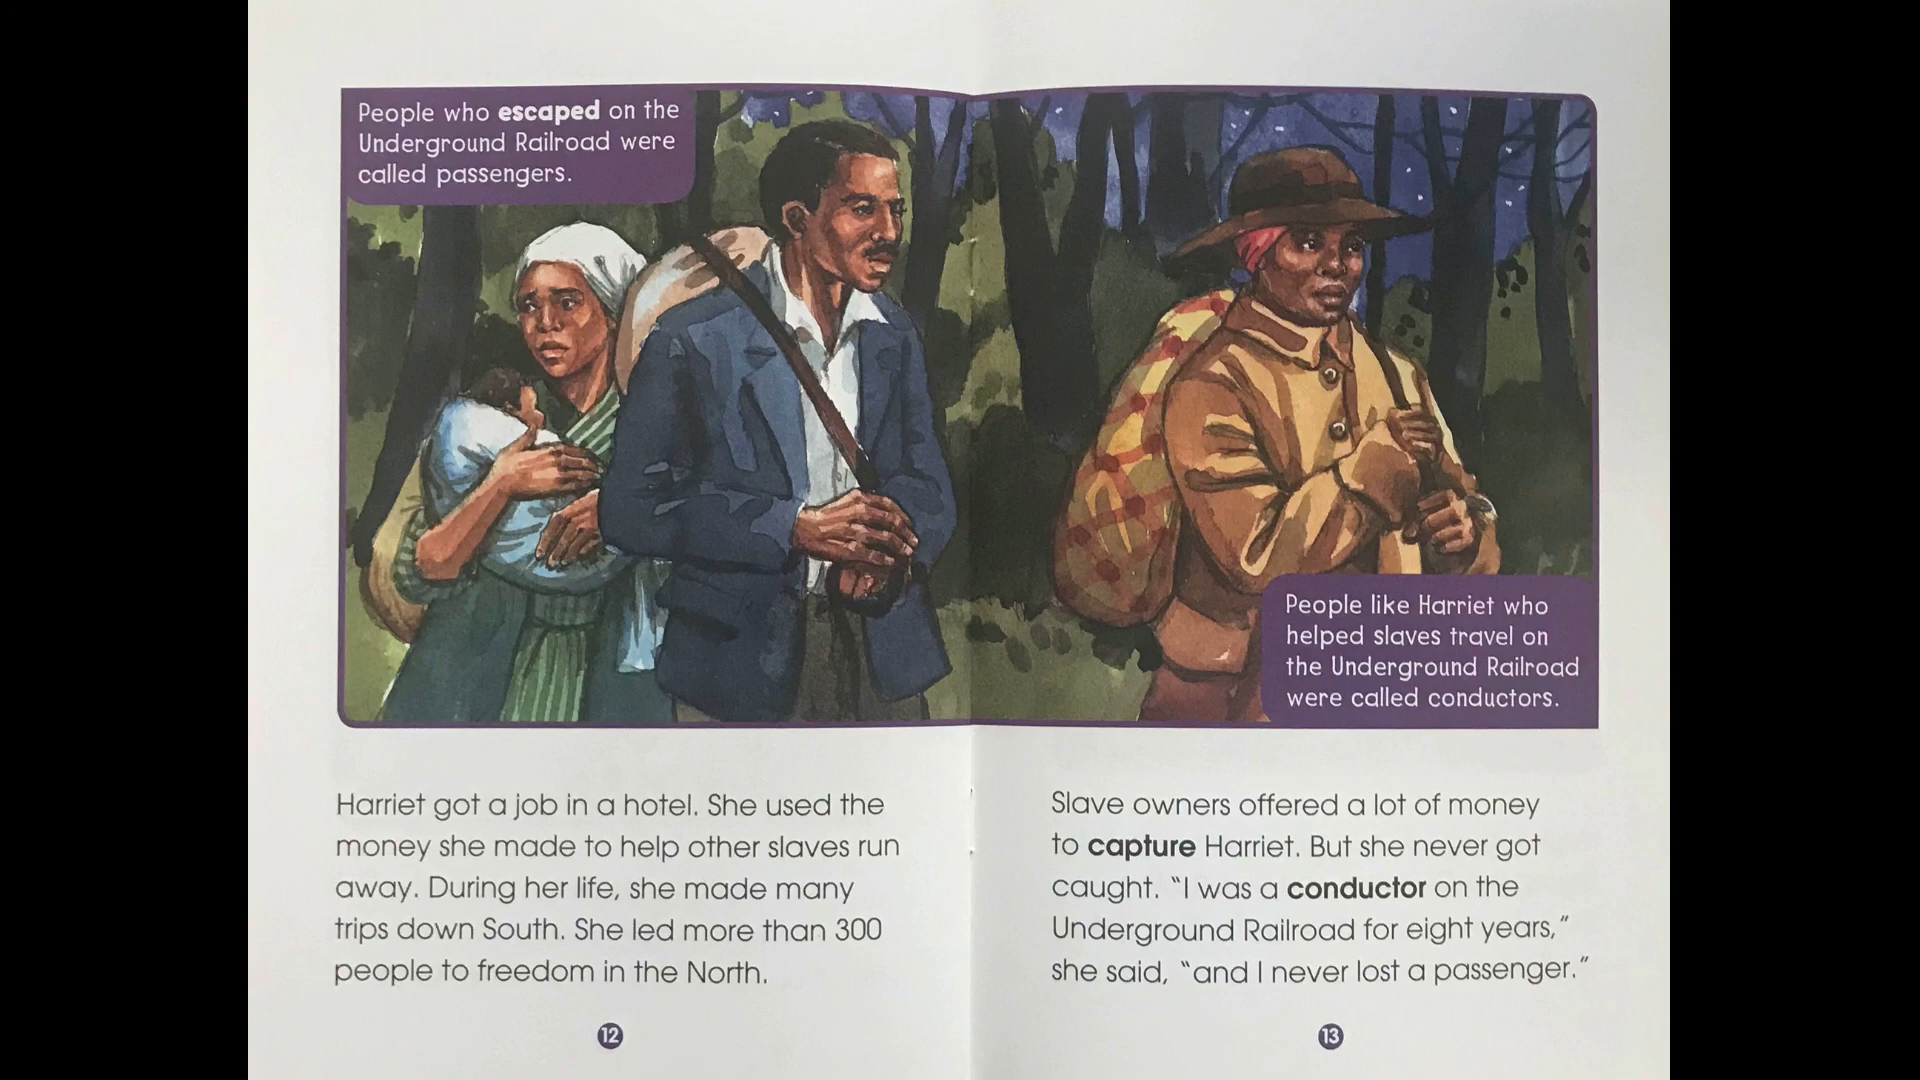 People who escaped on the
Underground Railroad were
called passengers.
Harriet got a job in a hotel. She used the
money she made to help other slaves run
away. During her life, she made many
trips down South. She led more than 300
people to freedom in the North.
12
People like Harriet who
helped slaves travel on
the Underground Railroad
were called conductors.
Slave owners offered a lot of money
to capture Harriet. But she never got
caught. “I was a conductor on the
Underground Railroad for eight years,”
she said, “and I never lost a passenger.”
13